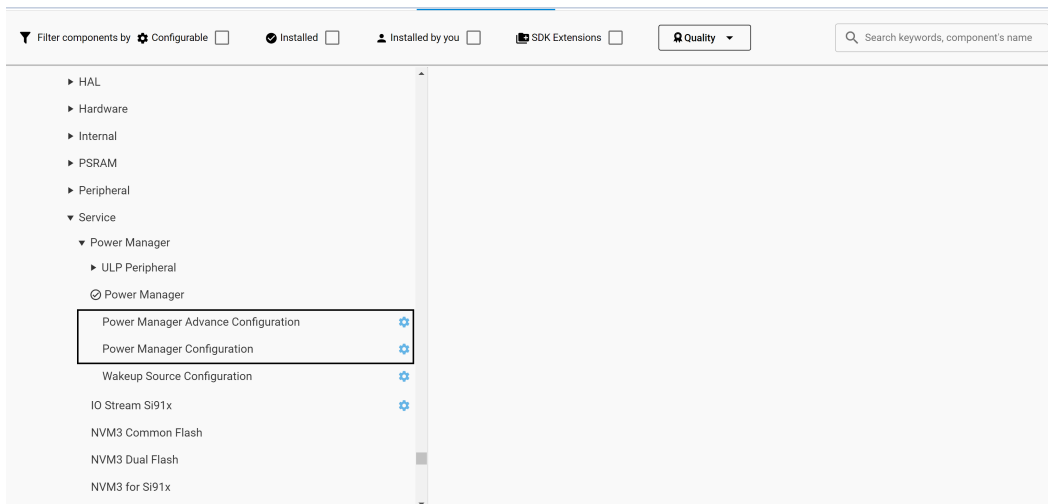 Filter components by Configurable Installed Installed by you SDK Extensions Quality Search keywords, component's name
HAL
Hardware
Internal
PSRAM
Peripheral
Service
Power Manager
ULP Peripheral
Power Manager
Power Manager Advance Configuration
Power Manager Configuration
Wakeup Source Configuration
IO Stream Si91x
NVM3 Common Flash
NVM3 Dual Flash
NVM3 for Si91x